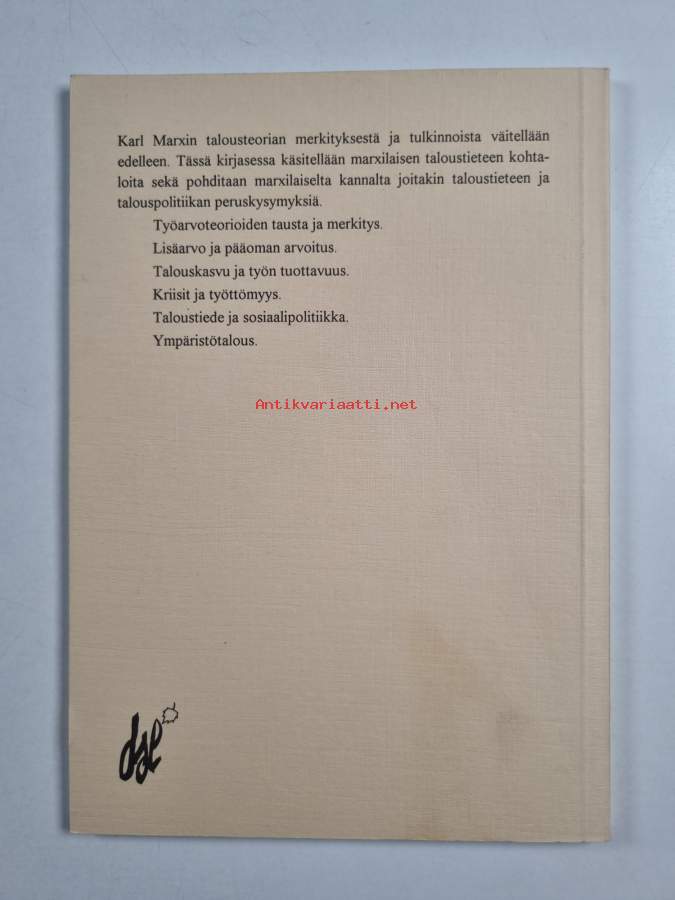 Karl Marxin talousteorian merkityksestä ja tulkinnoista väitellään
edelleen. Tässä kirjasessa käsitellään marxilaisen taloustieteen kohta-
loita sekä pohditaan marxilaiselta kannalta joitakin taloustieteen ja
talouspolitiikan peruskysymyksiä.
Työarvoteorioiden tausta ja merkitys.
Lisäarvo ja pääoman arvoitus.
Talouskasvu ja työn tuottavuus.
Kriisit ja työttömyys.
Taloustiede ja sosiaalipolitiikka.
Ympäristötalous.
Antikvariaatti.net
dsl